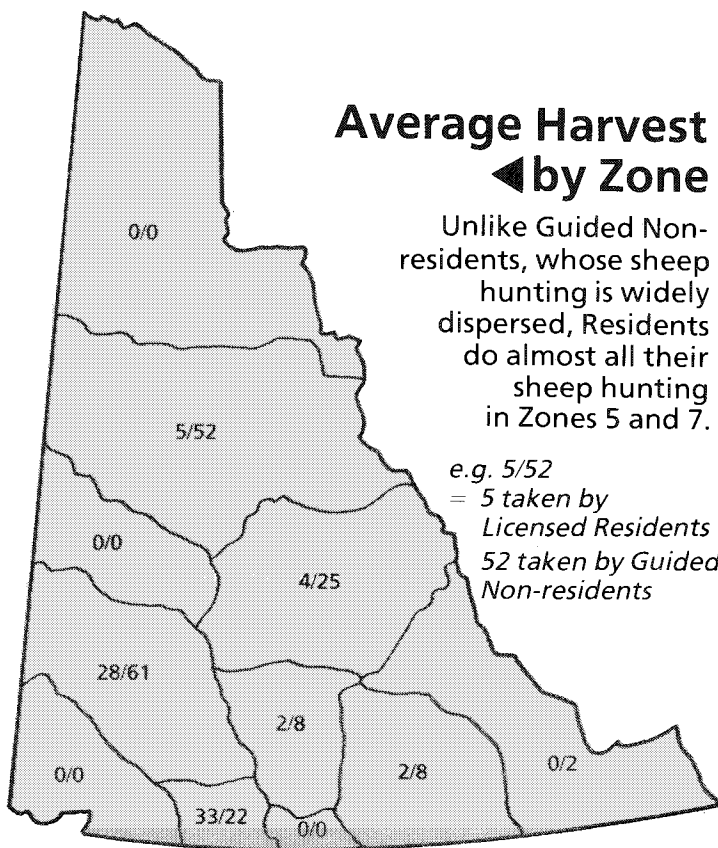 Average Harvest
◀by Zone
Unlike Guided Non-
residents, whose sheep
hunting is widely
dispersed, Residents
do almost all their
sheep hunting
in Zones 5 and 7.
e.g. 5/52
= 5 taken by
Licensed Residents
52 taken by Guided
Non-residents
0/0
5/52
0/0
4/25
28/61
2/8
0/0
2/8
0/2
33/22
0/0